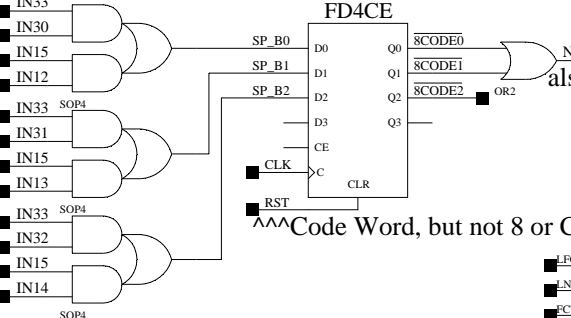 FD4CE
IN33
IN30
IN15
IN12
SOP4
IN33
IN31
IN15
IN13
SOP4
IN33
IN32
IN15
IN14
SOP4
SP_B0
SP_B1
SP_B2
CLK
RST
D0
D1
D2
D3
CE
C
CLR
Q0
Q1
Q2
Q3
8CODE0
8CODE1
8CODE2
OR2
^^^Code Word, but not 8 or